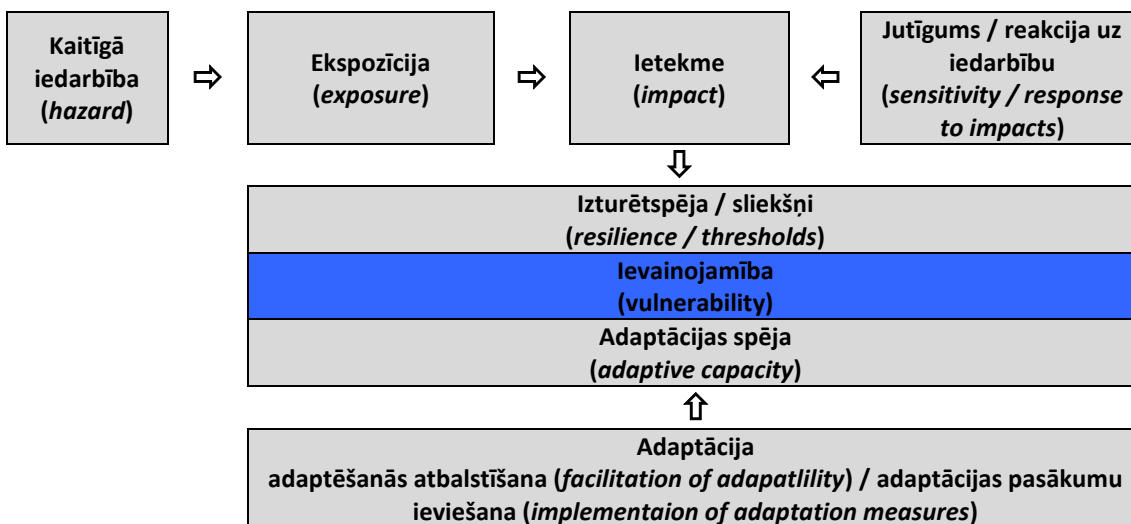 Kaitīgā
iedarbība
(hazard)
Ekspozīcija
(exposure)
Ietekme
(impact)
Jutīgums / reakcija uz
iedarbību
(sensitivity / response
to impacts)
Izturētspēja / sliekšņi
(resilience / thresholds)
Ievainojamība
(vulnerability)
Adaptācijas spēja
(adaptive capacity)
Adaptācija
adaptēšanās atbalstīšana (facilitation of adapatlility) / adaptācijas pasākumu
ieviešana (implementaion of adaptation measures)